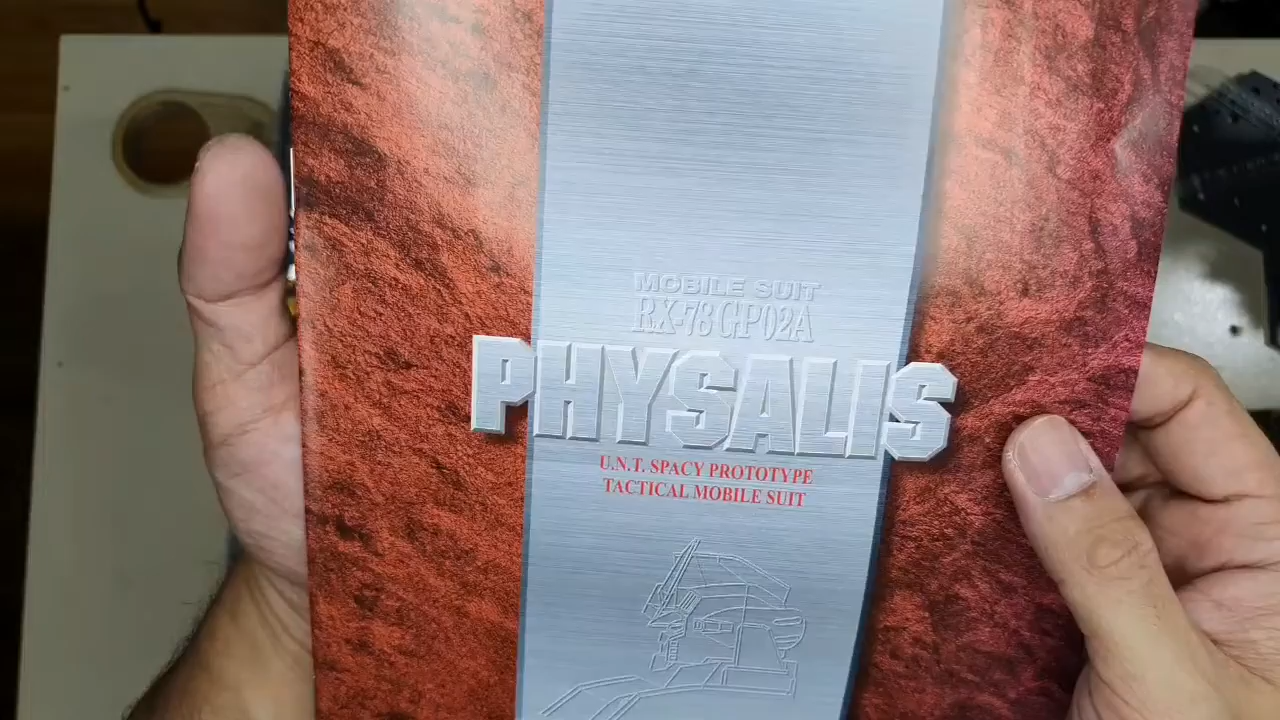 MOBILE SUIT
RX-78 GP02A
PHYSALIS
U.N.T. SPACY PROTOTYPE
TACTICAL MOBILE SUIT